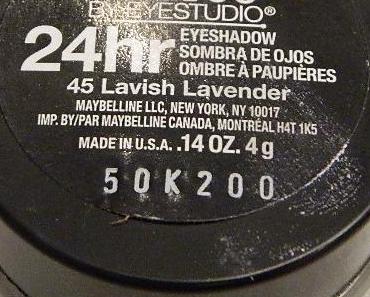 BY EYESTUDIO®
24hr EYESHADOW
SOMBRA DE OJOS
OMBRE À PAUPIÈRES
45 Lavish Lavender
MAYBELLINE LLC, NEW YORK, NY 10017
IMP. BY/PAR MAYBELLINE CANADA, MONTRÉAL H4T 1K5
MADE IN U.S.A. .14 OZ. 4 g
50K200